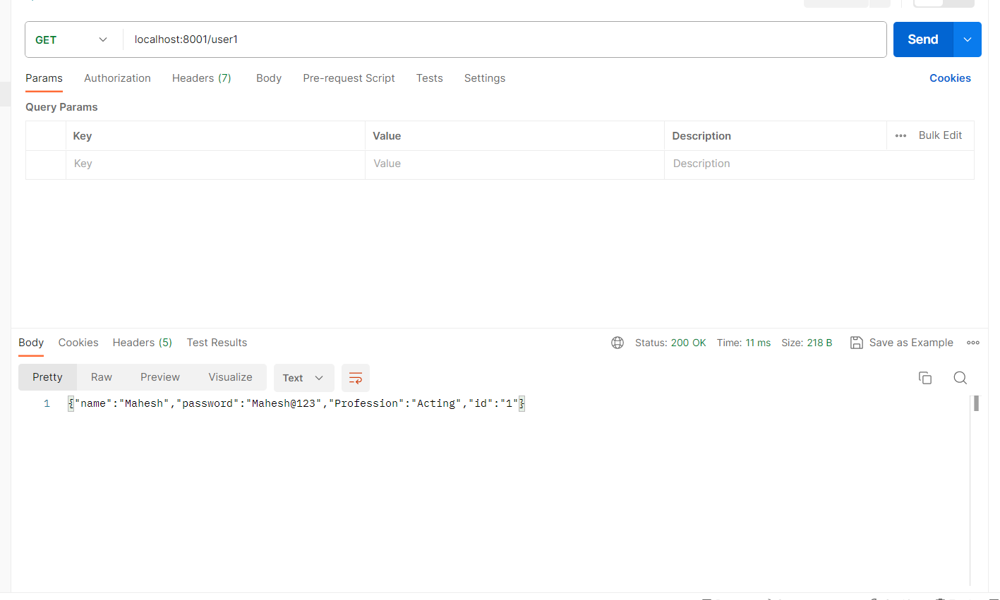 GET localhost:8001/user1 Send
Params Authorization Headers (7) Body Pre-request Script Tests Settings Cookies
Query Params
Key Value Description ••• Bulk Edit
Key Value Description
Body Cookies Headers (5) Test Results Status: 200 OK Time: 11 ms Size: 218 B Save as Example
Pretty Raw Preview Visualize Text
1 {"name":"Mahesh","password":"Mahesh@123","Profession":"Acting","id":"1"}